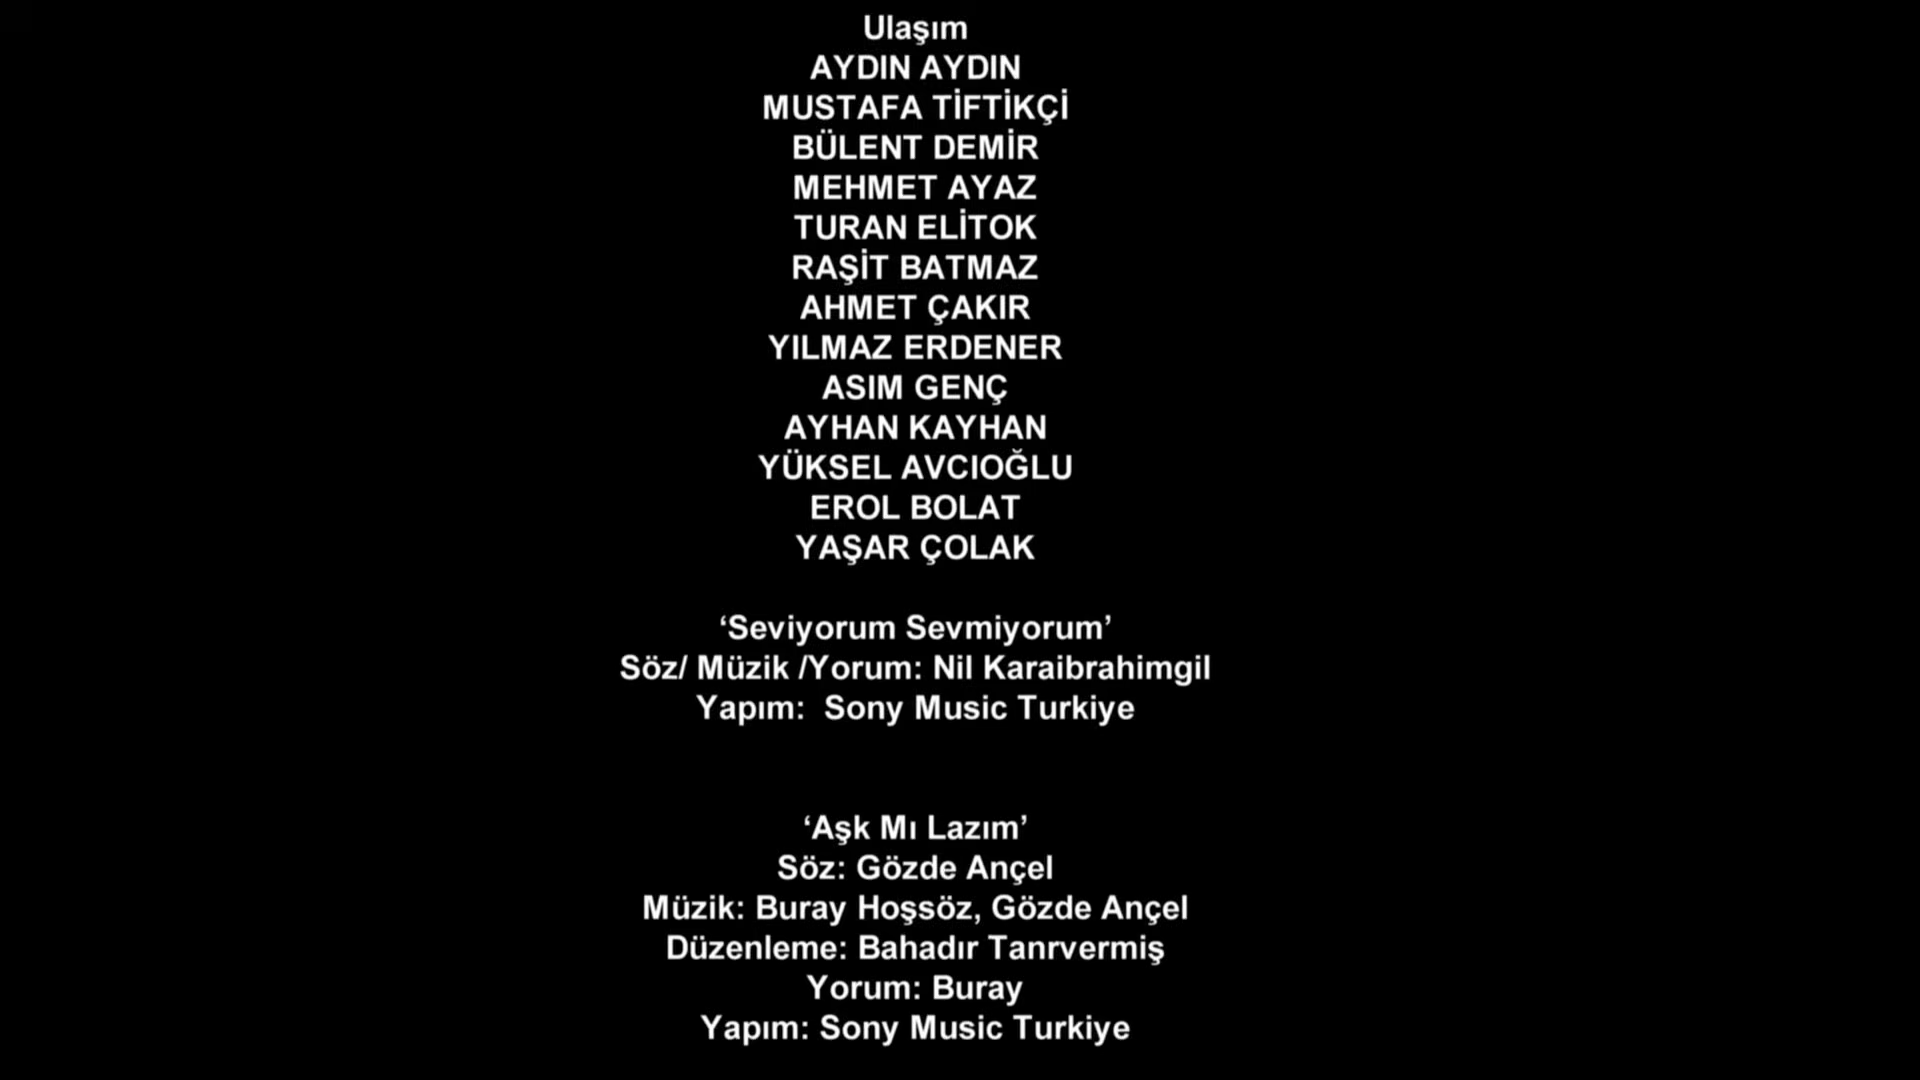 Ulaşım
AYDIN AYDIN
MUSTAFA TİFTİKÇİ
BÜLENT DEMİR
MEHMET AYAZ
TURAN ELİTOK
RAŞİT BATMAZ
AHMET ÇAKIR
YILMAZ ERDENER
ASIM GENÇ
AYHAN KAYHAN
YÜKSEL AVCIOĞLU
EROL BOLAT
YAŞAR ÇOLAK
‘Seviyorum Sevmiyorum’
Söz/ Müzik /Yorum: Nil Karaibrahimgil
Yapım:  Sony Music Turkiye
‘Aşk Mı Lazım’
Söz: Gözde Ançel
Müzik: Buray Hoşsöz, Gözde Ançel
Düzenleme: Bahadır Tanrvermiş
Yorum: Buray
Yapım: Sony Music Turkiye